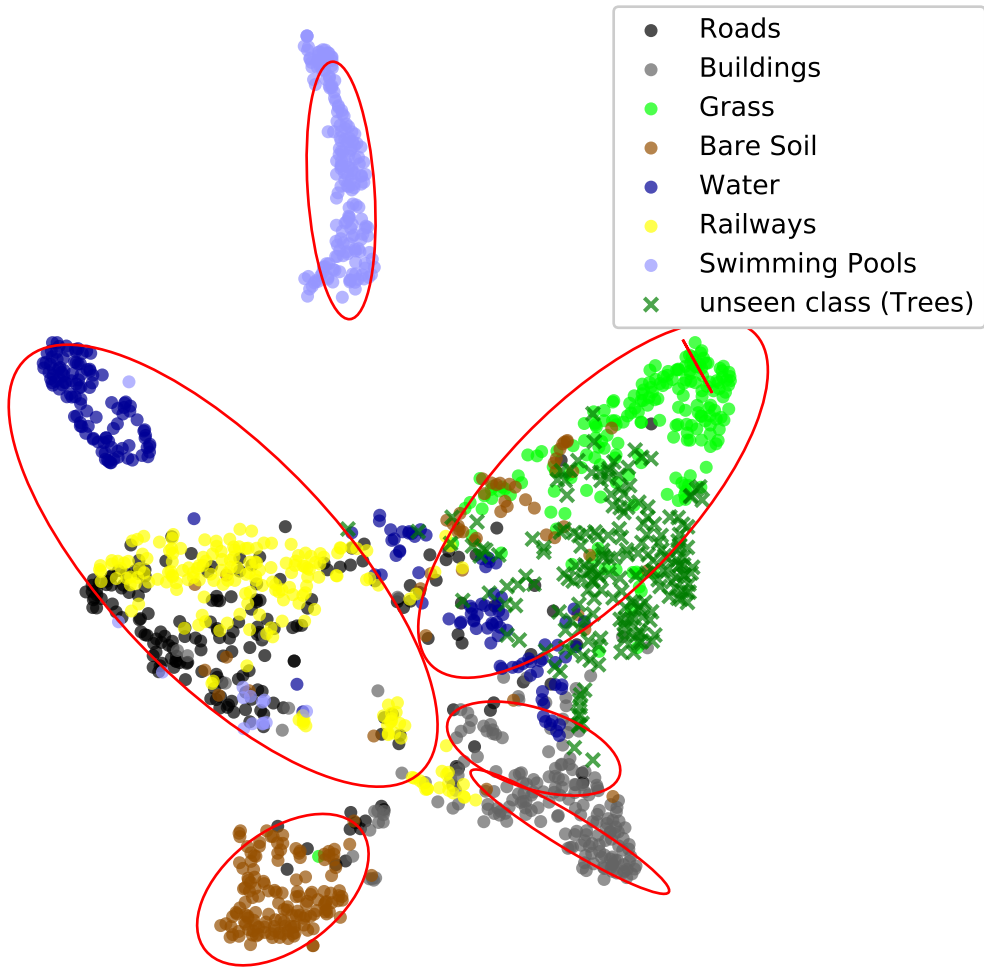 Roads
Buildings
Grass
Bare Soil
Water
Railways
Swimming Pools
unseen class (Trees)